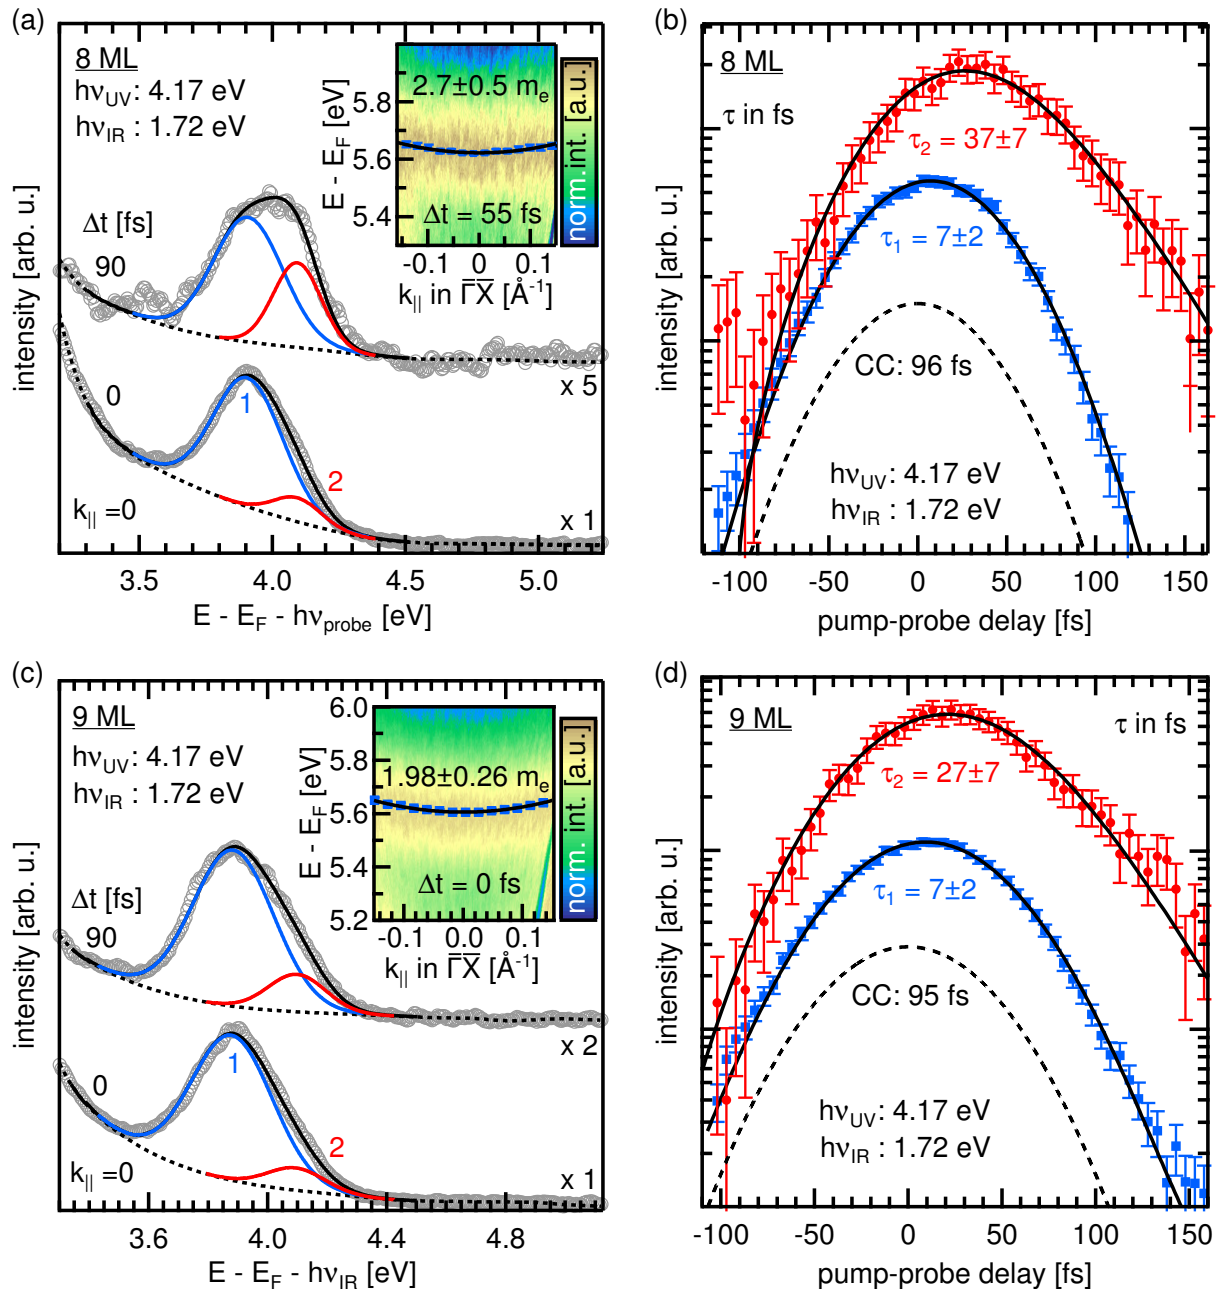 (a)
8 ML
hν_UV: 4.17 eV
hν_IR : 1.72 eV
Δt [fs]
90
0
1
2
k_|| =0
x 5
x 1
intensity [arb. u.]
3.5 4.0 4.5 5.0
E - E_F - hν_probe [eV]
2.7±0.5 m_e
Δt = 55 fs
E - E_F [eV]
5.8
5.6
5.4
-0.1 0 0.1
k_|| in Γ̅X̅ [Å⁻¹]
norm.int. [a.u.]
(b)
8 ML
τ in fs
τ₂ = 37±7
τ₁ = 7±2
CC: 96 fs
hν_UV: 4.17 eV
hν_IR : 1.72 eV
intensity [arb. u.]
-100 -50 0 50 100 150
pump-probe delay [fs]
(c)
9 ML
hν_UV: 4.17 eV
hν_IR : 1.72 eV
Δt [fs]
90
0
1
2
k_|| =0
x 2
x 1
intensity [arb. u.]
3.6 4.0 4.4 4.8
E - E_F - hν_IR [eV]
1.98±0.26 m_e
Δt = 0 fs
E - E_F [eV]
6.0
5.8
5.6
5.4
5.2
-0.1 0.0 0.1
k_|| in Γ̅X̅ [Å⁻¹]
norm. int. [a.u.]
(d)
9 ML
τ in fs
τ₂ = 27±7
τ₁ = 7±2
CC: 95 fs
hν_UV: 4.17 eV
hν_IR : 1.72 eV
intensity [arb. u.]
-100 -50 0 50 100 150
pump-probe delay [fs]